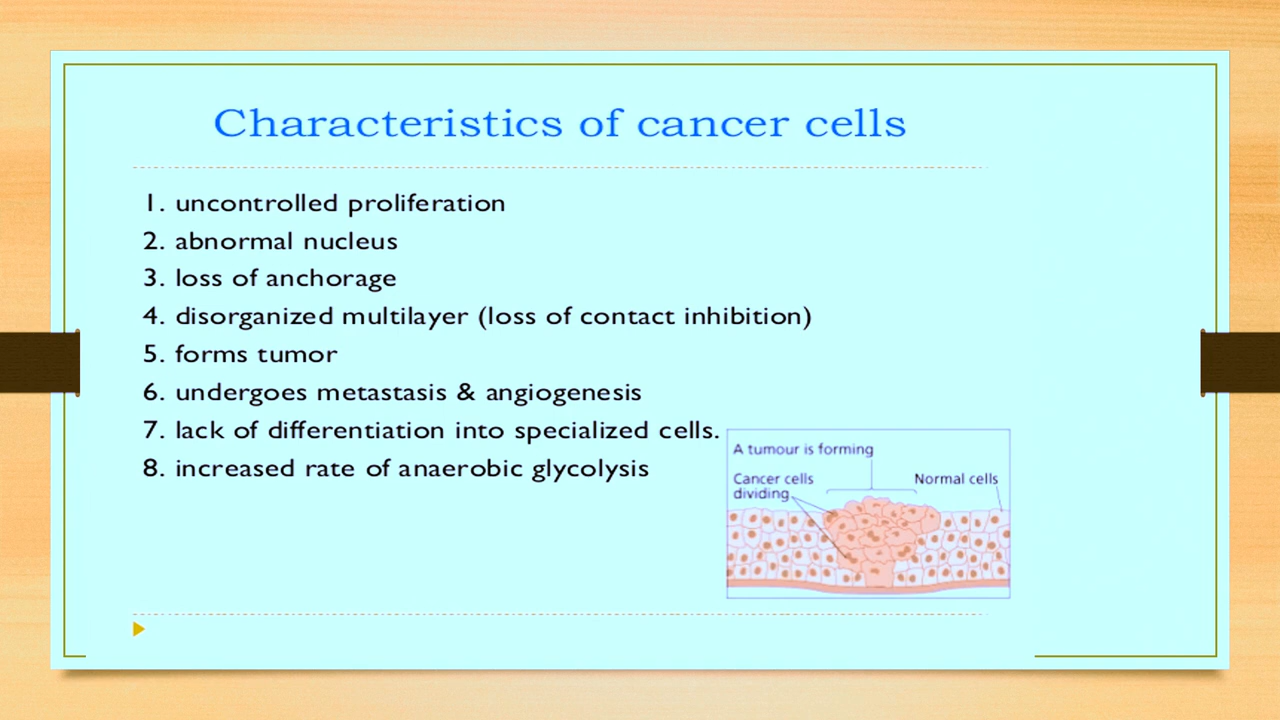 Characteristics of cancer cells
1. uncontrolled proliferation
2. abnormal nucleus
3. loss of anchorage
4. disorganized multilayer (loss of contact inhibition)
5. forms tumor
6. undergoes metastasis & angiogenesis
7. lack of differentiation into specialized cells.
8. increased rate of anaerobic glycolysis
A tumour is forming
Cancer cells
dividing
Normal cells